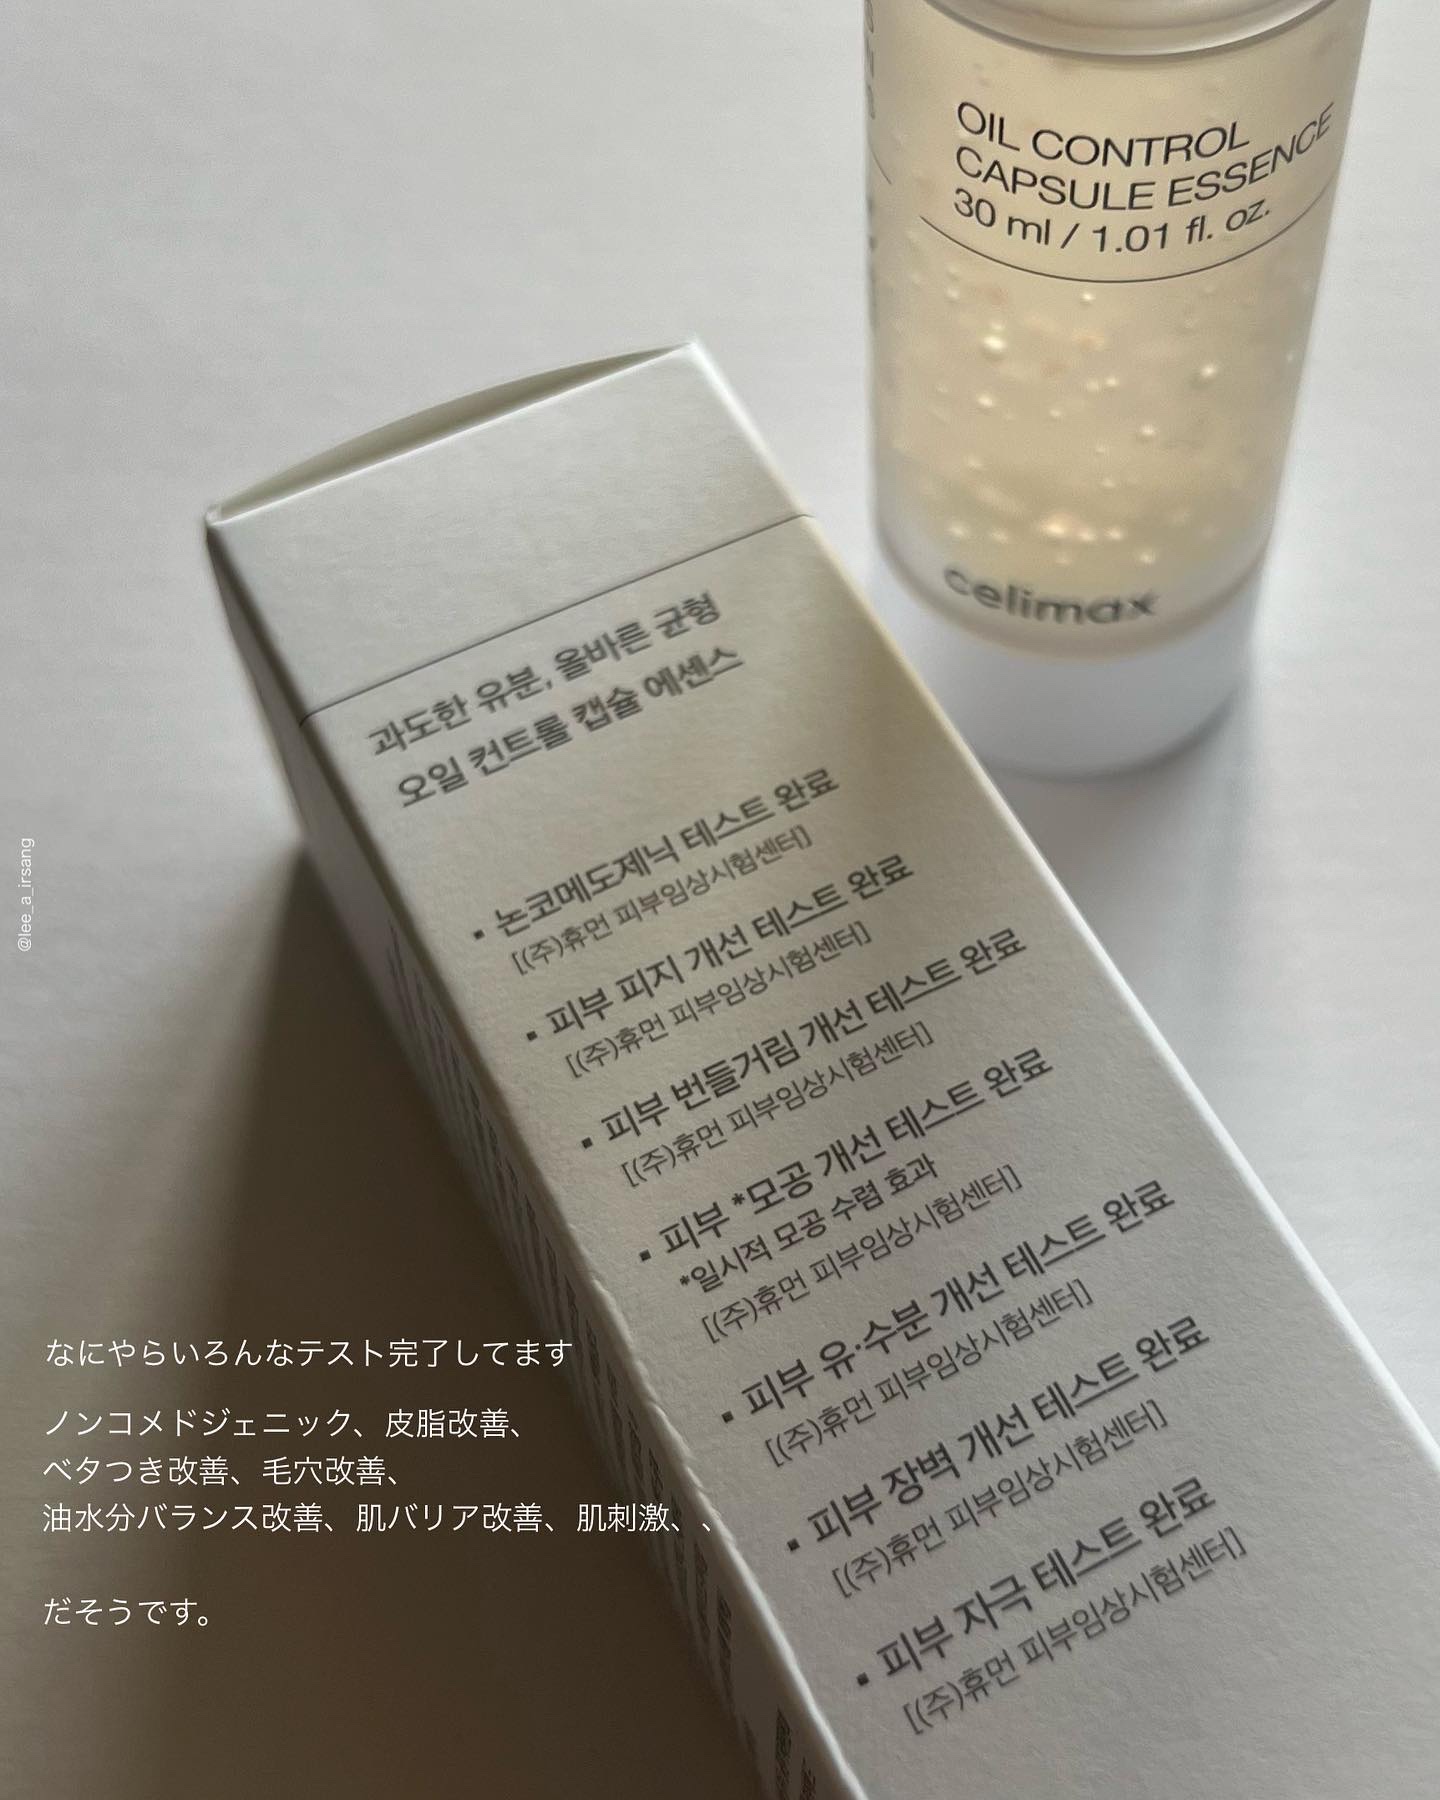 OIL CONTROL
CAPSULE ESSENCE
30 ml / 1.01 fl. oz.
celimax
과도한 유분, 올바른 균형
오일 컨트롤 캡슐 에센스
▪ 논코메도제닉 테스트 완료
[(주)휴먼 피부임상시험센터]
▪ 피부 피지 개선 테스트 완료
[(주)휴먼 피부임상시험센터]
▪ 피부 번들거림 개선 테스트 완료
[(주)휴먼 피부임상시험센터]
▪ 피부 *모공 개선 테스트 완료
*일시적 모공 수렴 효과
[(주)휴먼 피부임상시험센터]
▪ 피부 유·수분 개선 테스트 완료
[(주)휴먼 피부임상시험센터]
▪ 피부 장벽 개선 테스트 완료
[(주)휴먼 피부임상시험센터]
▪ 피부 자극 테스트 완료
[(주)휴먼 피부임상시험센터]
@lee_a_irsang
なにやらいろんなテスト完了してます
ノンコメドジェニック、皮脂改善、
ベタつき改善、毛穴改善、
油水分バランス改善、肌バリア改善、肌刺激、、
だそうです。